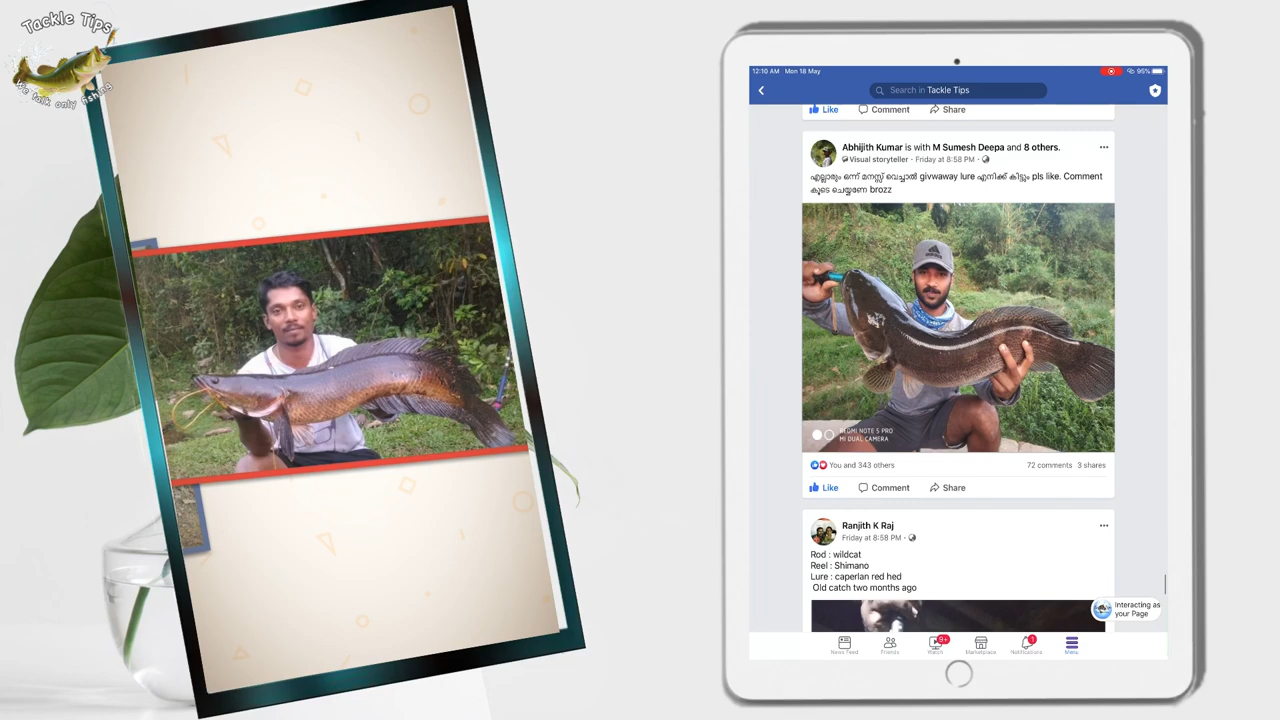 Tackle Tips
We talk only fishing
12:10 AM Mon 18 May
95%
Search in Tackle Tips
Like Comment Share
Abhijith Kumar is with M Sumesh Deepa and 8 others.
Visual storyteller · Friday at 8:58 PM ·
എല്ലാരും ഒന്ന് മനസ്സ് വെച്ചാൽ givwaway lure എനിക്ക് കിട്ടും pls like. Comment
കൂടെ ചെയ്യണേ brozz
REDMI NOTE 5 PRO
MI DUAL CAMERA
You and 343 others 72 comments 3 shares
Like Comment Share
Ranjith K Raj
Friday at 8:58 PM ·
Rod : wildcat
Reel : Shimano
Lure : caperlan red hed
Old catch two months ago
Interacting as
your Page
9+ 1
News Feed Friends Watch Marketplace Notifications Menu